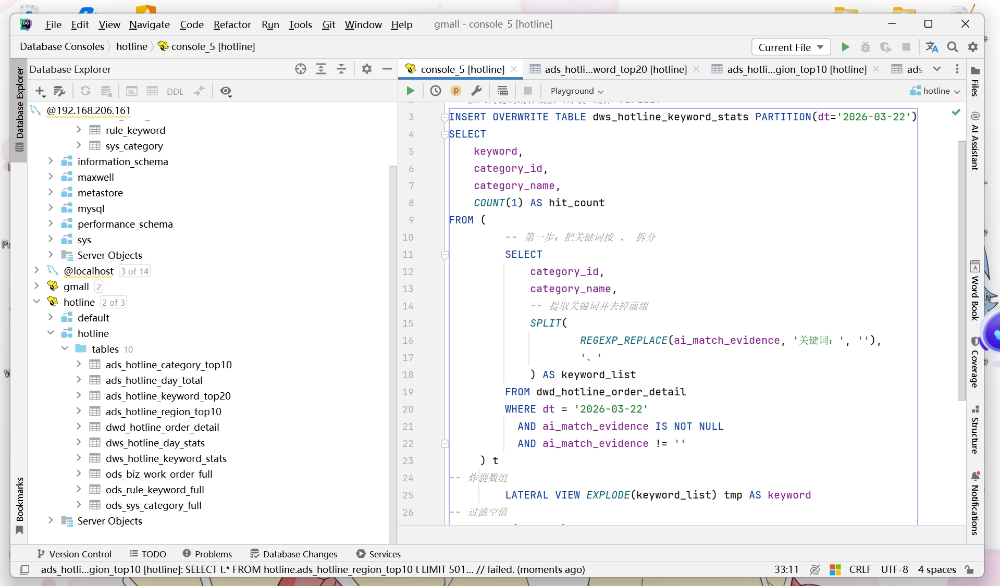 File Edit View Navigate Code Refactor Run Tools Git Window Help gmall - console_5 [hotline]
Database Consoles hotline console_5 [hotline] Current File
Database Explorer
console_5 [hotline] ads_hotli...word_top20 [hotline] ads_hotli...gion_top10 [hotline] ads
DDL Playground hotline
@192.168.206.161
rule_keyword
sys_category
information_schema
maxwell
metastore
mysql
performance_schema
sys
Server Objects
@localhost 3 of 14
gmall 2
hotline 2 of 3
default
hotline
tables 10
ads_hotline_category_top10
ads_hotline_day_total
ads_hotline_keyword_top20
ads_hotline_region_top10
dwd_hotline_order_detail
dws_hotline_day_stats
dws_hotline_keyword_stats
ods_biz_work_order_full
ods_rule_keyword_full
ods_sys_category_full
Server Objects
3 INSERT OVERWRITE TABLE dws_hotline_keyword_stats PARTITION(dt='2026-03-22')
4 SELECT
5 keyword,
6 category_id,
7 category_name,
8 COUNT(1) AS hit_count
9 FROM (
10 -- 第一步：把关键词按 、 拆分
11 SELECT
12 category_id,
13 category_name,
14 -- 提取关键词并去掉前缀
15 SPLIT(
16 REGEXP_REPLACE(ai_match_evidence, '关键词：', ''),
17 '、'
18 ) AS keyword_list
19 FROM dwd_hotline_order_detail
20 WHERE dt = '2026-03-22'
21 AND ai_match_evidence IS NOT NULL
22 AND ai_match_evidence != ''
23 ) t
24 -- 炸裂数组
25 LATERAL VIEW EXPLODE(keyword_list) tmp AS keyword
26 -- 过滤空值
Database Explorer
Bookmarks
Files
AI Assistant
Word Book
Coverage
Structure
Notifications
Version Control TODO Problems Database Changes Services
ads_hotli...gion_top10 [hotline]: SELECT t.* FROM hotline.ads_hotline_region_top10 t LIMIT 501... // failed. (moments ago) 33:11 CRLF UTF-8 4 spaces